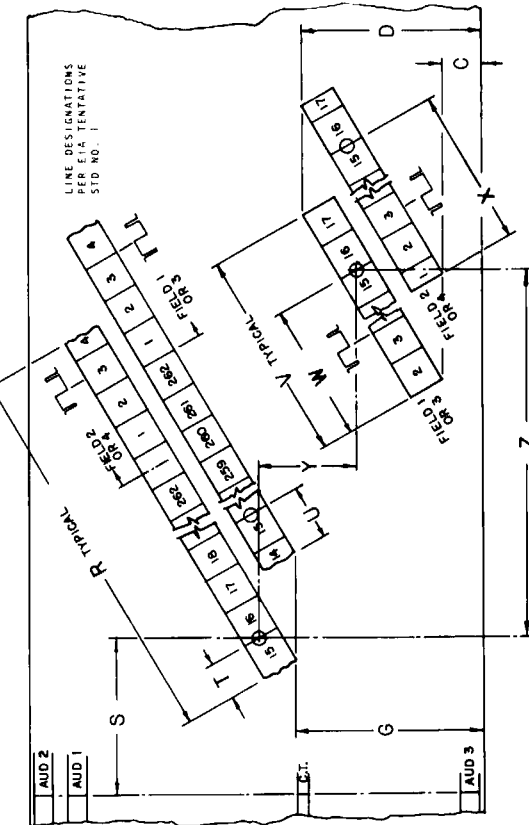 LINE DESIGNATIONS
PER EIA TENTATIVE
STD NO. 1
R TYPICAL
FIELD 2
OR 4
4
3
2
1
262
18
17
16
15
T
S
FIELD 1
OR 3
4
3
2
1
262
261
260
259
15
14
U
V TYPICAL
W
Y
17
16
15
3
2
FIELD 1
OR 3
17
16
15
3
2
1
FIELD 2
OR 4
X
Z
D
C
G
AUD 2
AUD 1
C.T.
AUD 3